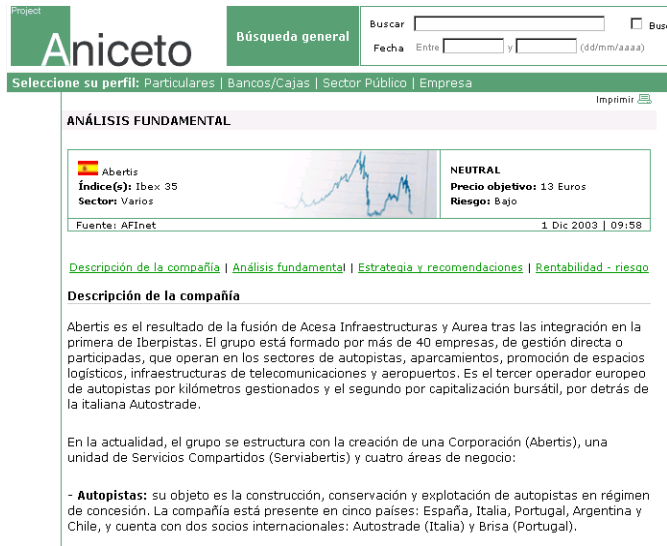 Project
Aniceto
Búsqueda general
Buscar
Fecha Entre y (dd/mm/aaaa)
Seleccione su perfil: Particulares | Bancos/Cajas | Sector Público | Empresa
Imprimir
ANÁLISIS FUNDAMENTAL
Abertis
Índice(s): Ibex 35
Sector: Varios
NEUTRAL
Precio objetivo: 13 Euros
Riesgo: Bajo
Fuente: AFInet
1 Dic 2003 | 09:58
Descripción de la compañía | Análisis fundamental | Estrategia y recomendaciones | Rentabilidad - riesgo
Descripción de la compañía
Abertis es el resultado de la fusión de Acesa Infraestructuras y Aurea tras las integración en la
primera de Iberpistas. El grupo está formado por más de 40 empresas, de gestión directa o
participadas, que operan en los sectores de autopistas, aparcamientos, promoción de espacios
logísticos, infraestructuras de telecomunicaciones y aeropuertos. Es el tercer operador europeo
de autopistas por kilómetros gestionados y el segundo por capitalización bursátil, por detrás de
la italiana Autostrade.
En la actualidad, el grupo se estructura con la creación de una Corporación (Abertis), una
unidad de Servicios Compartidos (Serviabertis) y cuatro áreas de negocio:
- Autopistas: su objeto es la construcción, conservación y explotación de autopistas en régimen
de concesión. La compañía está presente en cinco países: España, Italia, Portugal, Argentina y
Chile, y cuenta con dos socios internacionales: Autostrade (Italia) y Brisa (Portugal).